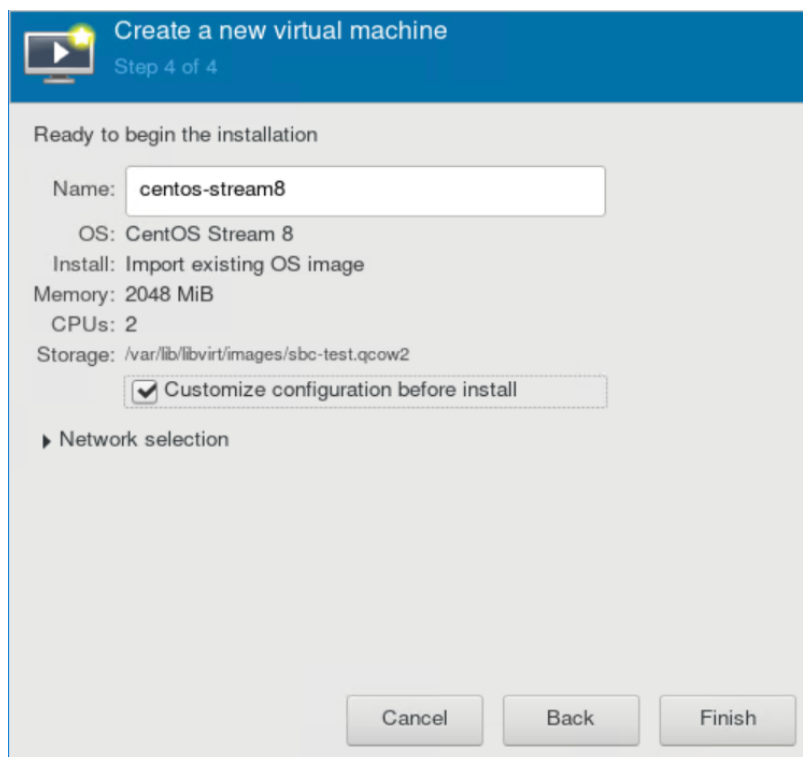 Create a new virtual machine
Step 4 of 4
Ready to begin the installation
Name: centos-stream8
OS: CentOS Stream 8
Install: Import existing OS image
Memory: 2048 MiB
CPUs: 2
Storage: /var/lib/libvirt/images/sbc-test.qcow2
Customize configuration before install
Network selection
Cancel Back Finish